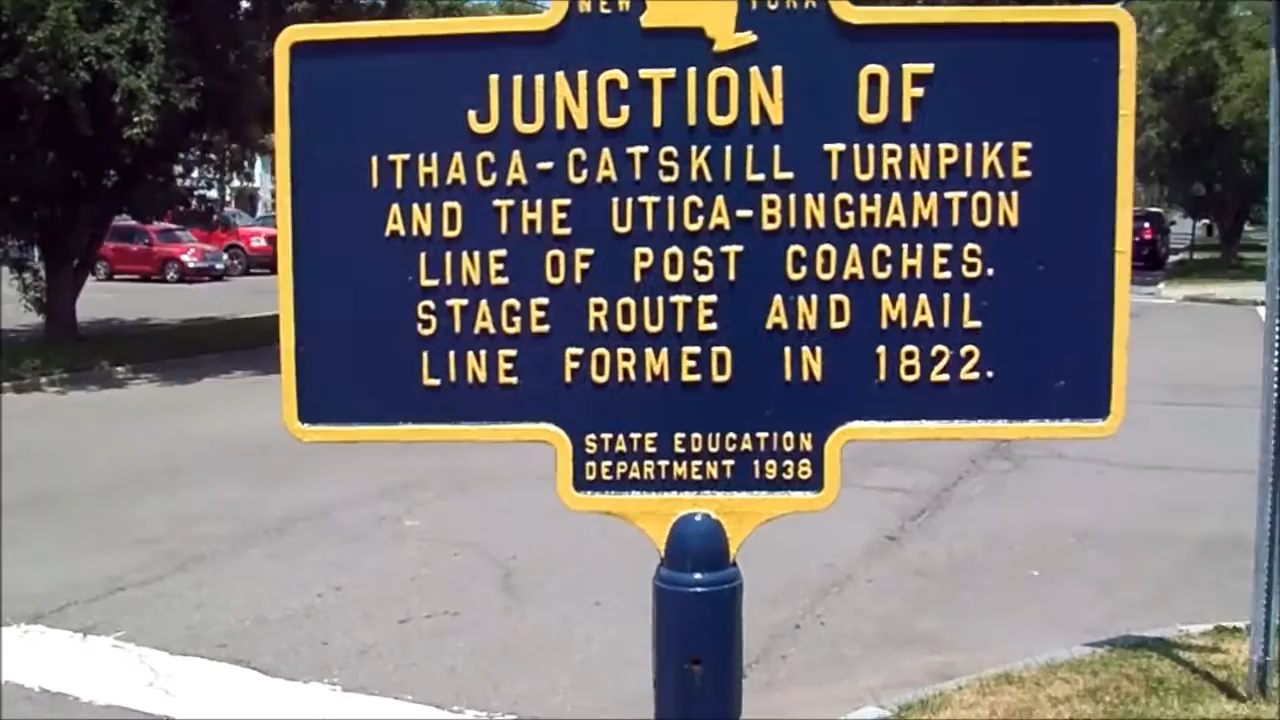 NEW YORK
JUNCTION OF
ITHACA-CATSKILL TURNPIKE
AND THE UTICA-BINGHAMTON
LINE OF POST COACHES.
STAGE ROUTE AND MAIL
LINE FORMED IN 1822.
STATE EDUCATION
DEPARTMENT 1938